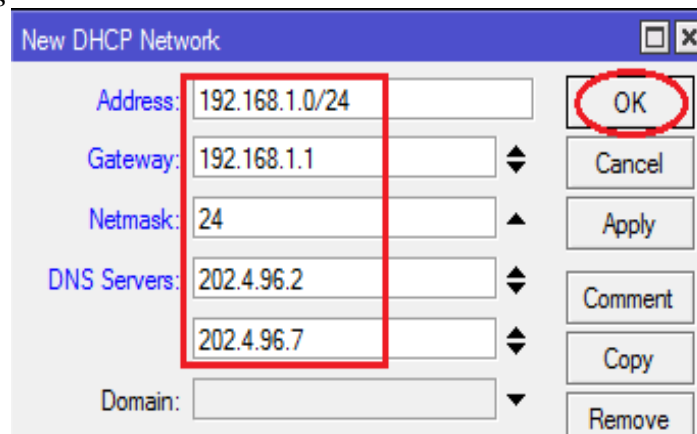 New DHCP Network
Address: 192.168.1.0/24 OK
Gateway: 192.168.1.1 Cancel
Netmask: 24 Apply
DNS Servers: 202.4.96.2 Comment
202.4.96.7 Copy
Domain: Remove